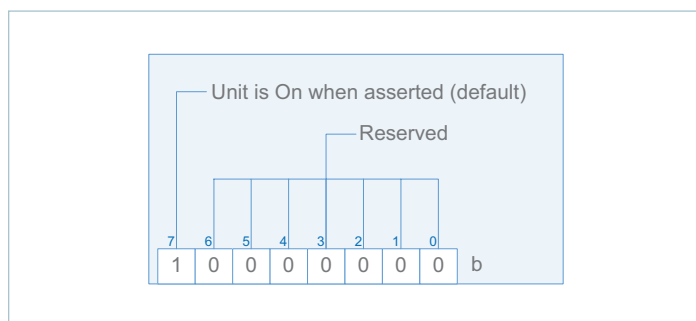 Unit is On when asserted (default)
Reserved
7 6 5 4 3 2 1 0
1 0 0 0 0 0 0 0 b